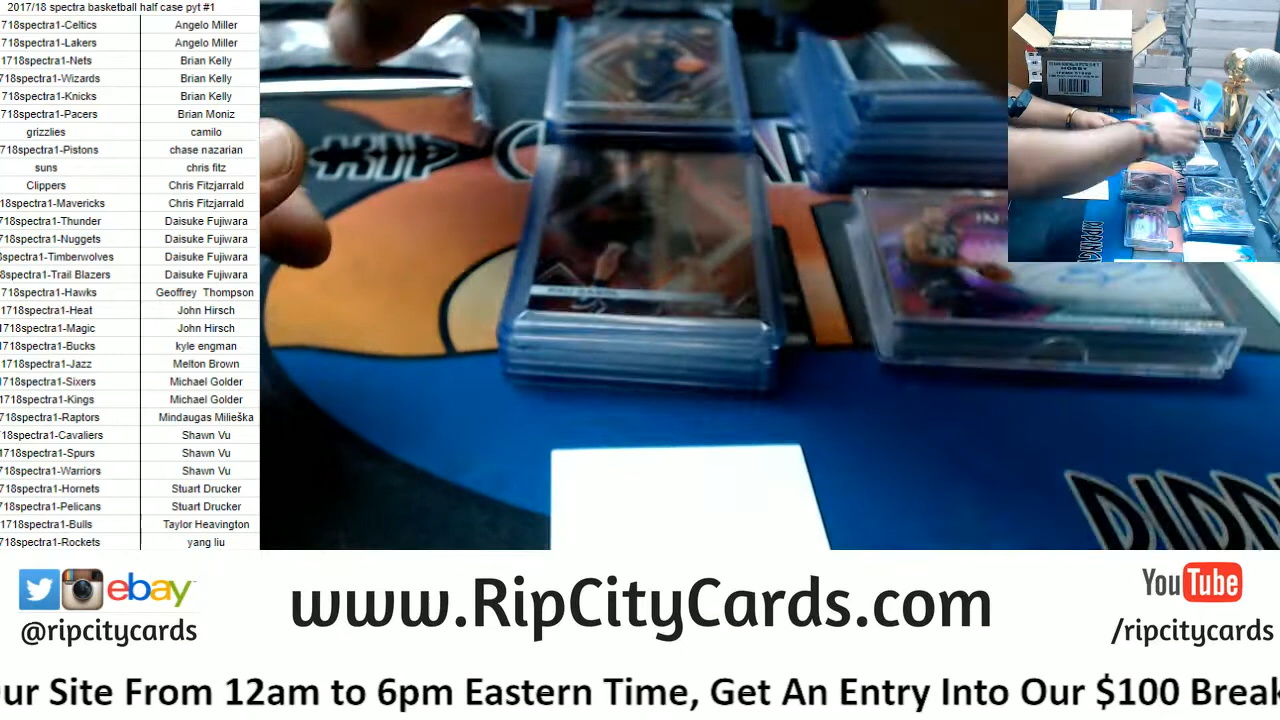 2017/18 spectra basketball half case pyt #1
718spectra1-Celtics Angelo Miller
718spectra1-Lakers Angelo Miller
1718spectra1-Nets Brian Kelly
718spectra1-Wizards Brian Kelly
718spectra1-Knicks Brian Kelly
718spectra1-Pacers Brian Moniz
grizzlies camilo
718spectra1-Pistons chase nazarian
suns chris fitz
Clippers Chris Fitzjarrald
18spectra1-Mavericks Chris Fitzjarrald
718spectra1-Thunder Daisuke Fujiwara
718spectra1-Nuggets Daisuke Fujiwara
spectra1-Timberwolves Daisuke Fujiwara
8spectra1-Trail Blazers Daisuke Fujiwara
718spectra1-Hawks Geoffrey Thompson
1718spectra1-Heat John Hirsch
1718spectra1-Magic John Hirsch
1718spectra1-Bucks kyle engman
1718spectra1-Jazz Melton Brown
1718spectra1-Sixers Michael Golder
1718spectra1-Kings Michael Golder
718spectra1-Raptors Mindaugas Milieška
18spectra1-Cavaliers Shawn Vu
718spectra1-Spurs Shawn Vu
718spectra1-Warriors Shawn Vu
718spectra1-Hornets Stuart Drucker
718spectra1-Pelicans Stuart Drucker
1718spectra1-Bulls Taylor Heavington
718spectra1-Rockets yang liu
HOBBY
ebay
@ripcitycards
www.RipCityCards.com
YouTube
/ripcitycards
ur Site From 12am to 6pm Eastern Time, Get An Entry Into Our $100 Break